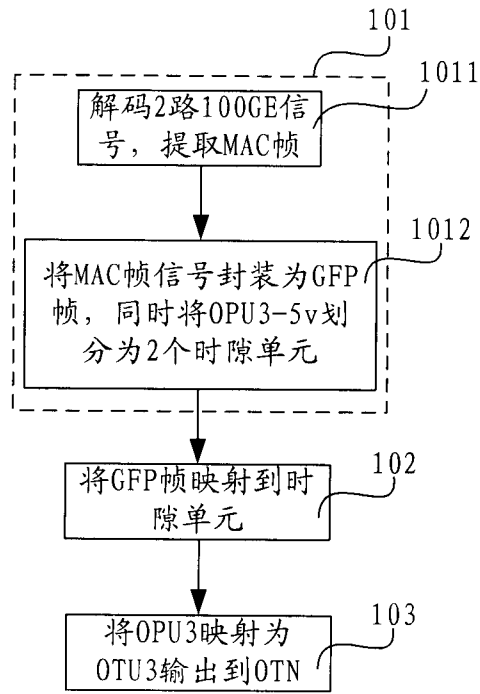 101
1011
解码2路100GE信
号，提取MAC帧
1012
将MAC帧信号封装为GFP
帧，同时将OPU3-5v划
分为2个时隙单元
102
将GFP帧映射到时
隙单元
103
将OPU3映射为
OTU3输出到OTN